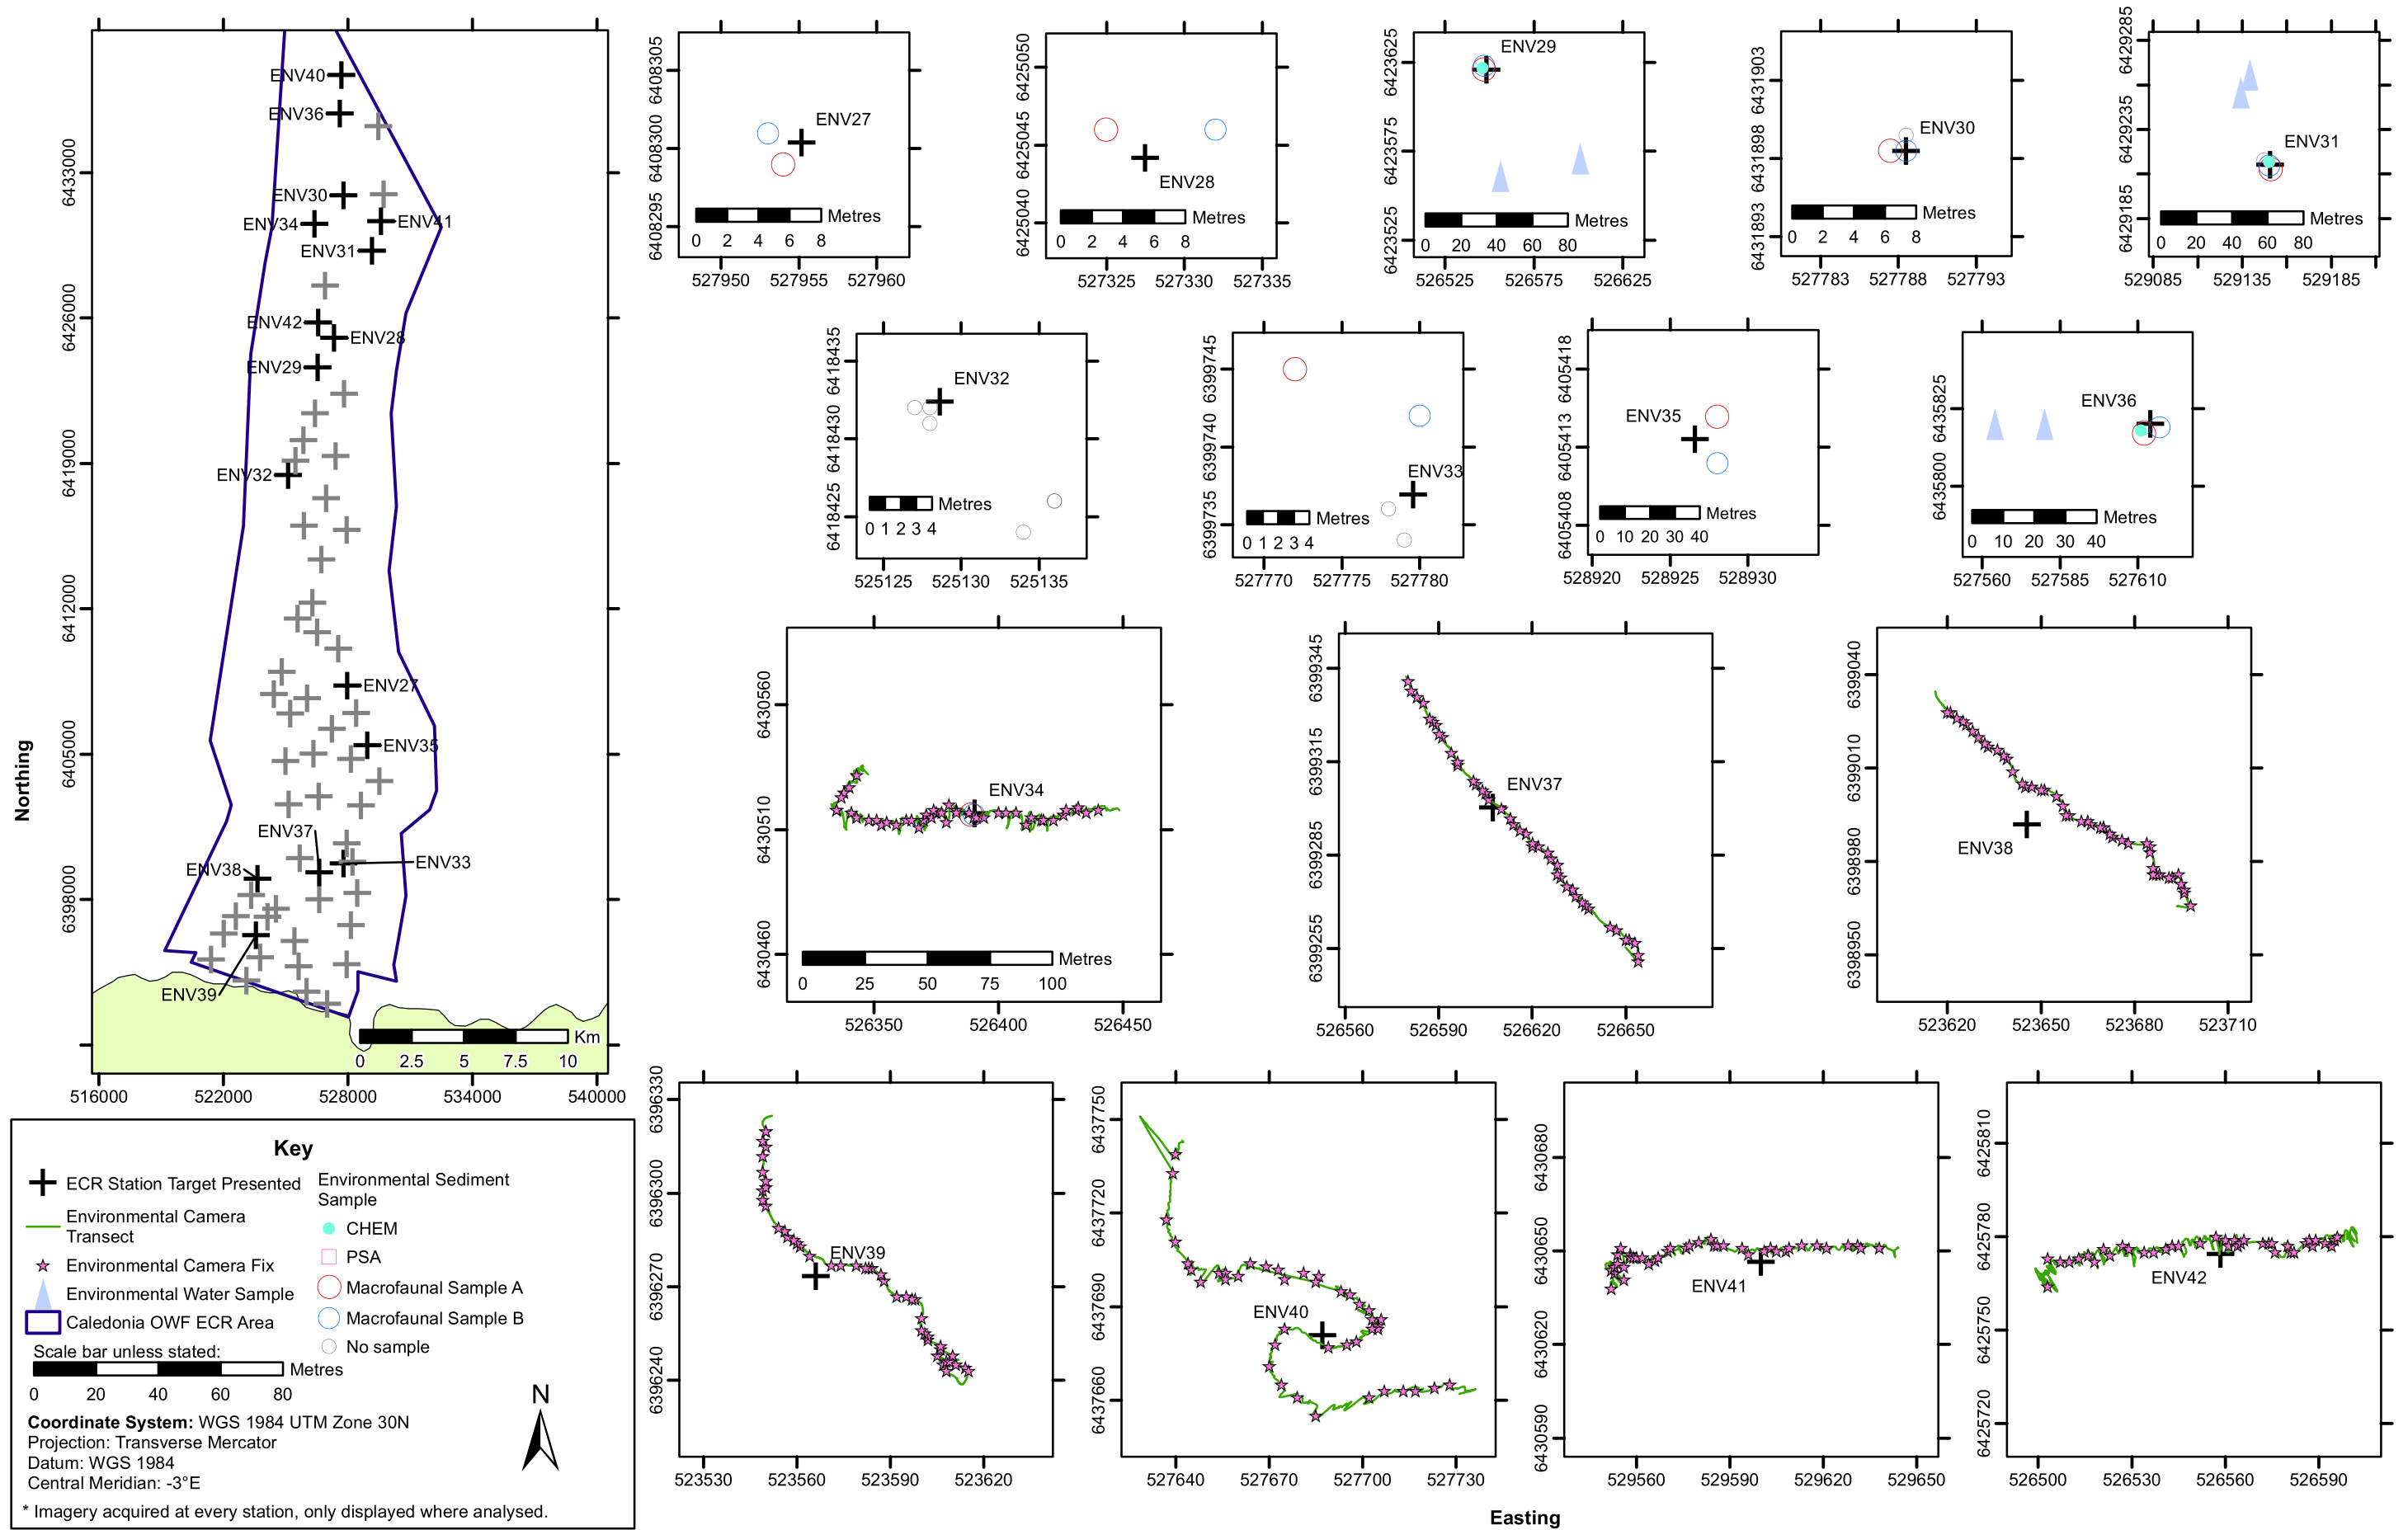 ENV40
ENV36
ENV30
ENV34
ENV41
ENV31
ENV42
ENV28
ENV29
ENV32
ENV27
ENV35
ENV37
ENV33
ENV38
ENV39
6433000
6426000
6419000
6412000
6405000
6398000
Northing
Km
0 2.5 5 7.5 10
516000 522000 528000 534000 540000
ENV27
6408305
6408300
6408295
Metres
0 2 4 6 8
527950 527955 527960
ENV28
6425050
6425045
6425040
Metres
0 2 4 6 8
527325 527330 527335
ENV29
6423625
6423575
6423525
Metres
0 20 40 60 80
526525 526575 526625
ENV30
6431903
6431898
6431893
Metres
0 2 4 6 8
527783 527788 527793
ENV31
6429285
6429235
6429185
Metres
0 20 40 60 80
529085 529135 529185
ENV32
6418435
6418430
6418425
Metres
0 1 2 3 4
525125 525130 525135
ENV33
6399745
6399740
6399735
Metres
0 1 2 3 4
527770 527775 527780
ENV35
6405418
6405413
6405408
Metres
0 10 20 30 40
528920 528925 528930
ENV36
6435825
6435800
Metres
0 10 20 30 40
527560 527585 527610
ENV34
6430560
6430510
6430460
Metres
0 25 50 75 100
526350 526400 526450
ENV37
6399345
6399315
6399285
6399255
526560 526590 526620 526650
ENV38
6399040
6399010
6398980
6398950
523620 523650 523680 523710
ENV39
6396330
6396300
6396270
6396240
523530 523560 523590 523620
ENV40
6437750
6437720
6437690
6437660
527640 527670 527700 527730
ENV41
6430680
6430650
6430620
6430590
529560 529590 529620 529650
ENV42
6425810
6425780
6425750
6425720
526500 526530 526560 526590
Easting
Key
ECR Station Target Presented
Environmental Camera
Transect
Environmental Camera Fix
Environmental Water Sample
Caledonia OWF ECR Area
Environmental Sediment
Sample
CHEM
PSA
Macrofaunal Sample A
Macrofaunal Sample B
No sample
Scale bar unless stated:
Metres
0 20 40 60 80
N
Coordinate System: WGS 1984 UTM Zone 30N
Projection: Transverse Mercator
Datum: WGS 1984
Central Meridian: -3°E
* Imagery acquired at every station, only displayed where analysed.